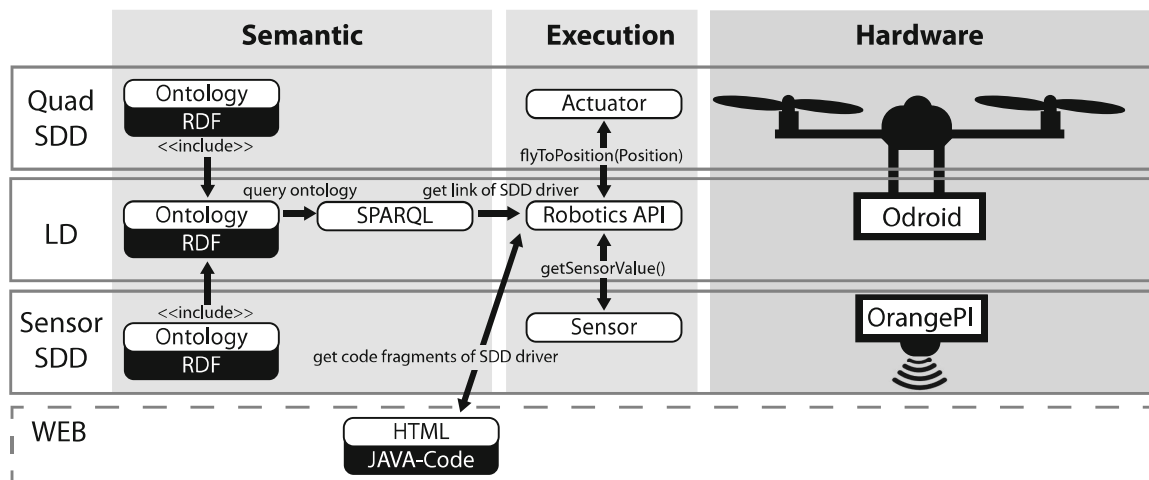 Semantic
Execution
Hardware
Quad
SDD
Ontology
RDF
<<include>>
Actuator
flyToPosition(Position)
LD
Ontology
RDF
query ontology
SPARQL
get link of SDD driver
Robotics API
getSensorValue()
Odroid
Sensor
SDD
<<include>>
Ontology
RDF
Sensor
get code fragments of SDD driver
OrangePI
WEB
HTML
JAVA-Code